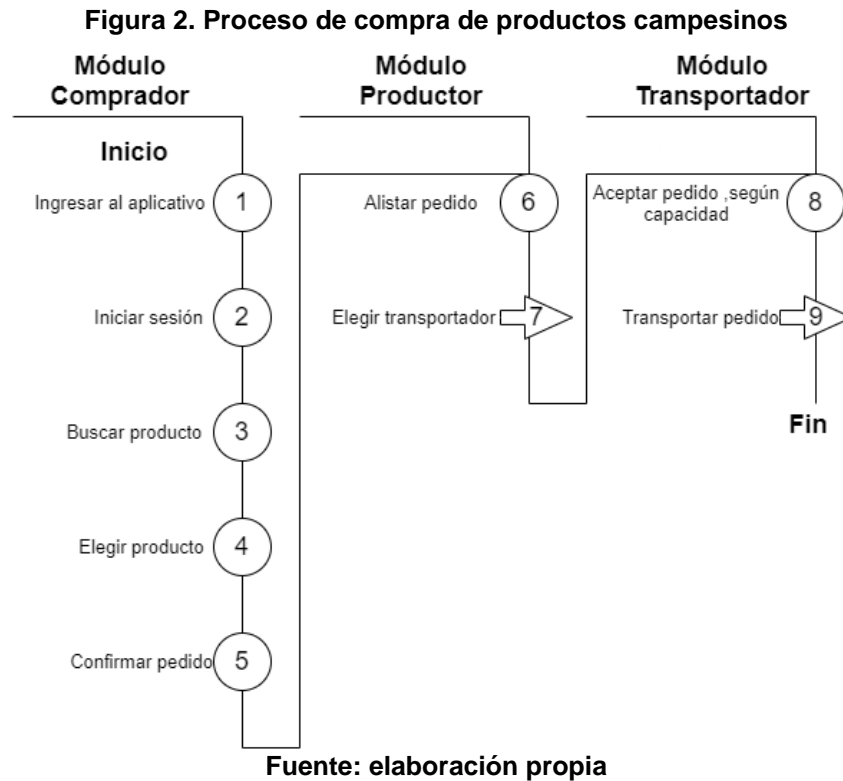 Figura 2. Proceso de compra de productos campesinos
Módulo
Comprador
Inicio
Ingresar al aplicativo 1
Iniciar sesión 2
Buscar producto 3
Elegir producto 4
Confirmar pedido 5
Módulo
Productor
Alistar pedido 6
Elegir transportador 7
Módulo
Transportador
Aceptar pedido ,según
capacidad 8
Transportar pedido 9
Fin
Fuente: elaboración propia